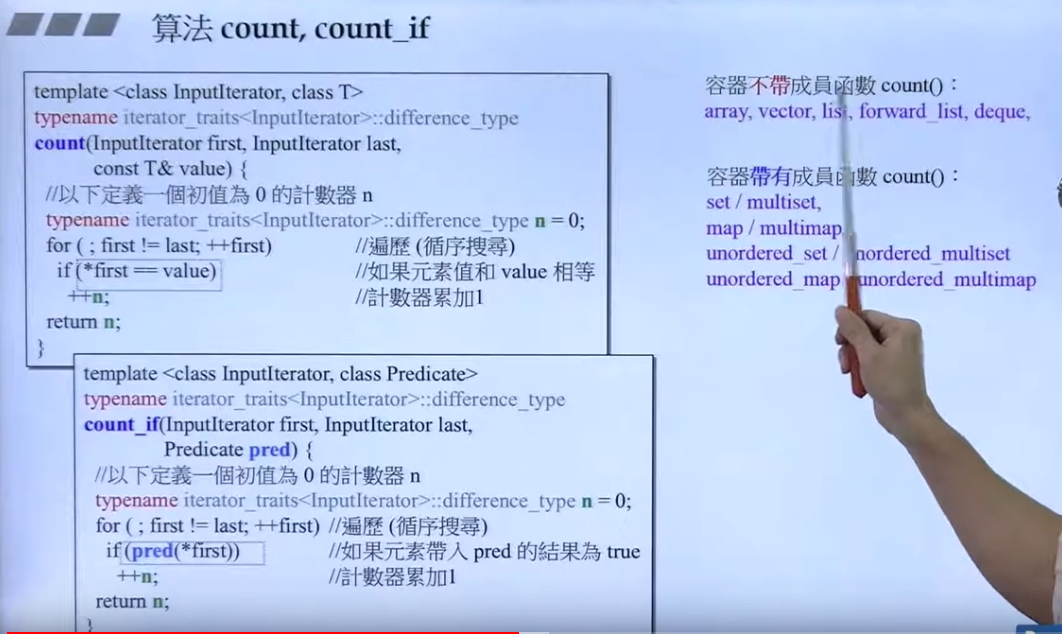 算法 count, count_if
template <class InputIterator, class T>
typename iterator_traits<InputIterator>::difference_type
count(InputIterator first, InputIterator last,
const T& value) {
//以下定義一個初值為 0 的計數器 n
typename iterator_traits<InputIterator>::difference_type n = 0;
for ( ; first != last; ++first) //遍歷 (循序搜尋)
if (*first == value) //如果元素值和 value 相等
++n; //計數器累加1
return n;
}
template <class InputIterator, class Predicate>
typename iterator_traits<InputIterator>::difference_type
count_if(InputIterator first, InputIterator last,
Predicate pred) {
//以下定義一個初值為 0 的計數器 n
typename iterator_traits<InputIterator>::difference_type n = 0;
for ( ; first != last; ++first) //遍歷 (循序搜尋)
if (pred(*first)) //如果元素帶入 pred 的結果為 true
++n; //計數器累加1
return n;
}
容器不帶成員函數 count()：
array, vector, list, forward_list, deque,
容器帶有成員函數 count()：
set / multiset,
map / multimap,
unordered_set / unordered_multiset
unordered_map / unordered_multimap